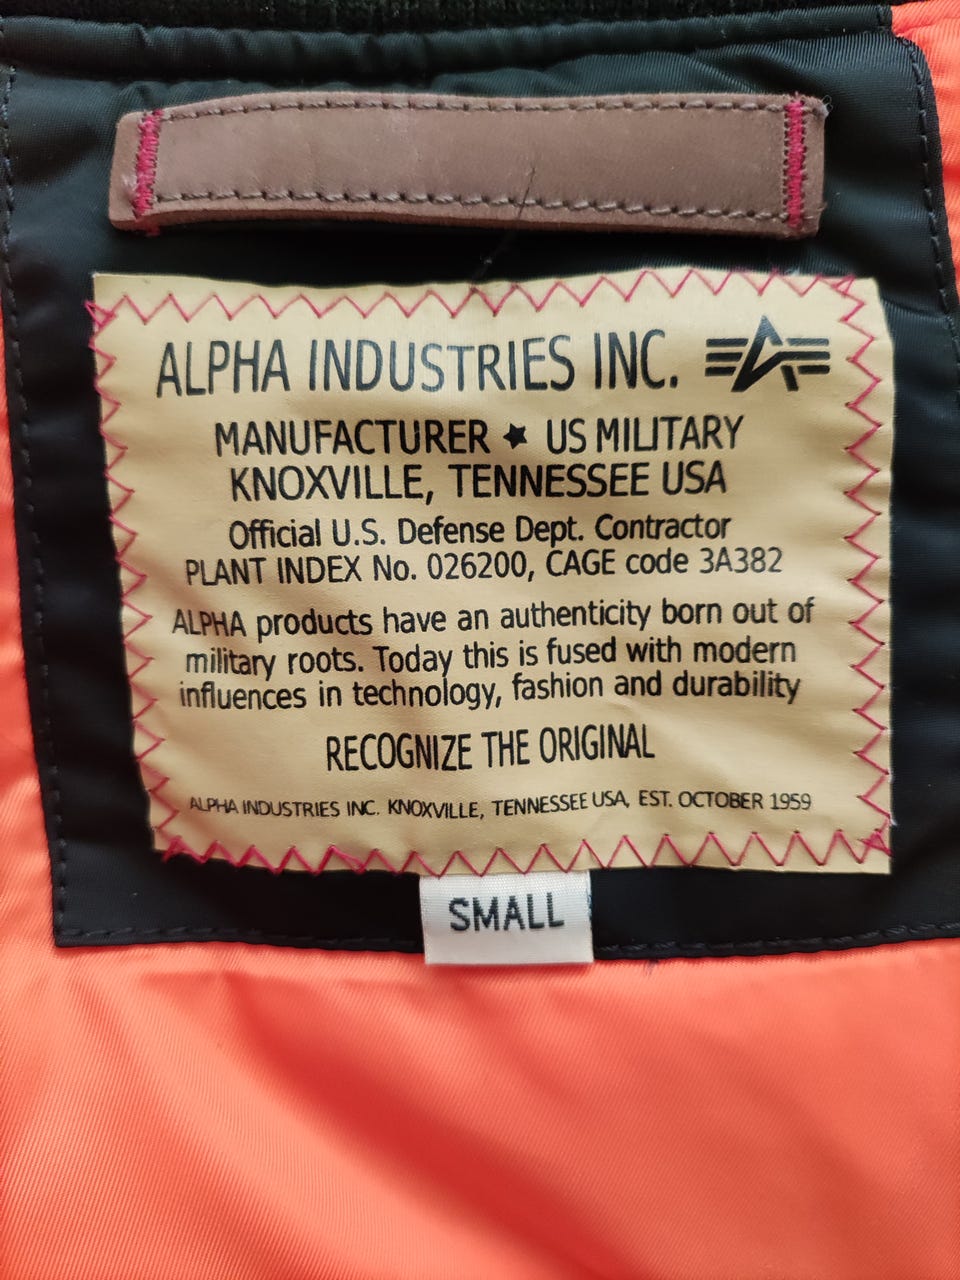 ALPHA INDUSTRIES INC.
MANUFACTURER ★ US MILITARY
KNOXVILLE, TENNESSEE USA
Official U.S. Defense Dept. Contractor
PLANT INDEX No. 026200, CAGE code 3A382
ALPHA products have an authenticity born out of
military roots. Today this is fused with modern
influences in technology, fashion and durability
RECOGNIZE THE ORIGINAL
ALPHA INDUSTRIES INC. KNOXVILLE, TENNESSEE USA, EST. OCTOBER 1959
SMALL